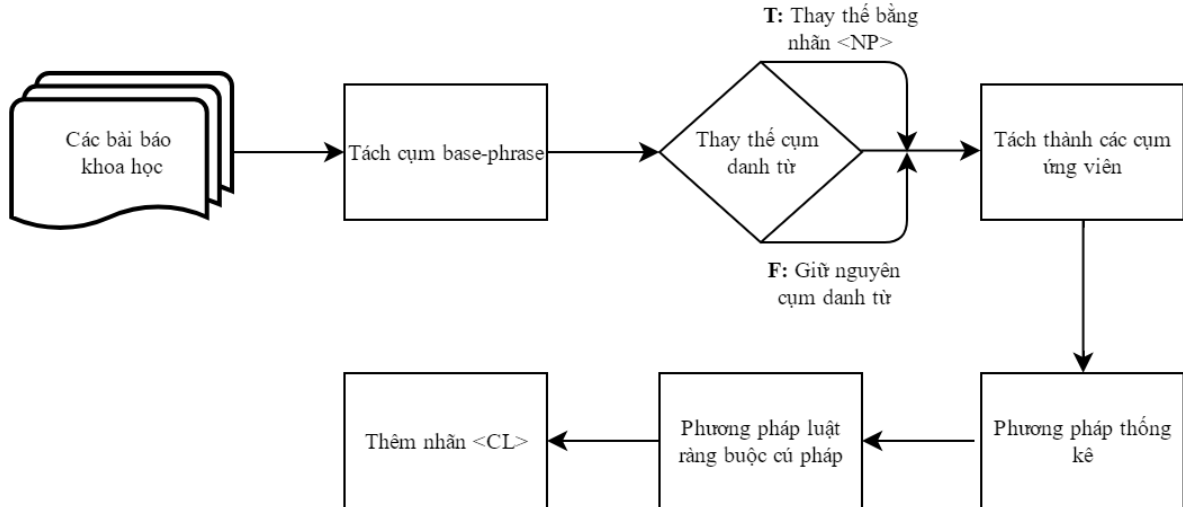 T: Thay thế bằng
nhãn <NP>
Các bài báo
khoa học
Tách cụm base-phrase
Thay thế cụm
danh từ
Tách thành các cụm
ứng viên
F: Giữ nguyên
cụm danh từ
Thêm nhãn <CL>
Phương pháp luật
ràng buộc cú pháp
Phương pháp thống
kê